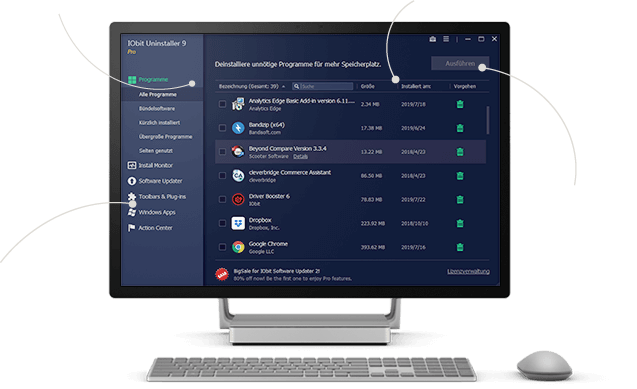 IObit Uninstaller 9
Pro
Programme
Alle Programme
Bündelsoftware
Kürzlich installiert
Übergroße Programme
Selten genutzt
Install Monitor
Software Updater
Toolbars & Plug-ins
Windows Apps
Action Center
Deinstalliere unnötige Programme für mehr Speicherplatz.
Ausführen
Bezeichnung (Gesamt: 39) Suche Größe Installiert am: Vorgehen
Analytics Edge Basic Add-in version 6.11.... 2.34 MB 2019/7/18
Analytics Edge
Bandizip (x64) 17.38 MB 2019/6/24
Bandisoft.com
Beyond Compare Version 3.3.4 13.22 MB 2018/4/23
Scooter Software Details
cleverbridge Commerce Assistant 86.50 MB 2018/4/23
cleverbridge
Driver Booster 6 78.83 MB 2019/7/22
IObit
Dropbox 223.92 MB 2018/10/10
Dropbox, Inc.
Google Chrome 393.62 MB 2019/7/16
Google LLC
BigSale for IObit Software Updater 2!
80% off now! Be the first one to enjoy Pro features.
Lizenzverwaltung